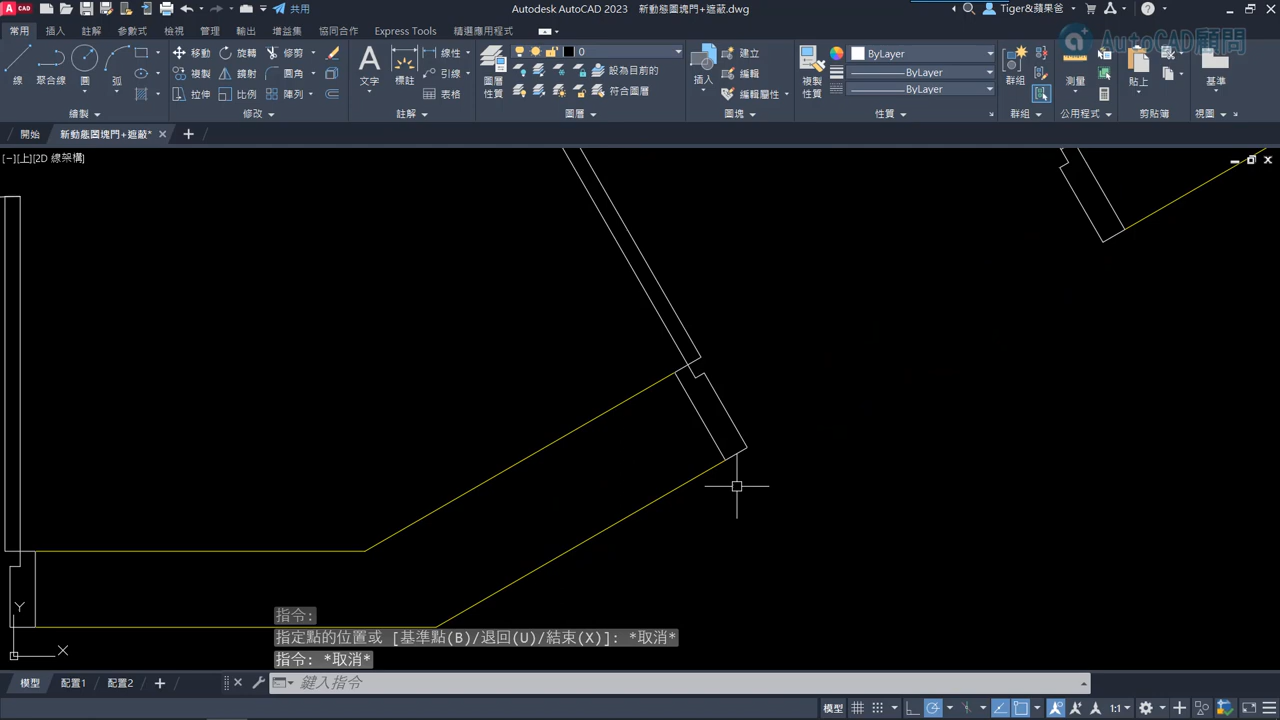 CAD
Autodesk AutoCAD 2023 新動態圖塊門+遮蔽.dwg
共用
Tiger&蘋果爸
常用 插入 註解 參數式 檢視 管理 輸出 增益集 協同合作 Express Tools 精選應用程式
AutoCAD顧問
移動 旋轉 修剪 線性 0 建立 ByLayer
線 聚合線 圓 弧 複製 鏡射 圓角 文字 標註 引線 圖層性質 設為目前的 插入 編輯 複製性質 ByLayer 群組 測量 貼上 基準
拉伸 比例 陣列 表格 符合圖層 編輯屬性 ByLayer
繪製 修改 註解 圖層 圖塊 性質 群組 公用程式 剪貼簿 視圖
開始 新動態圖塊門+遮蔽*
[−][上][2D 線架構]
Y
X
指令:
指定點的位置或 [基準點(B)/退回(U)/結束(X)]: *取消*
指令: *取消*
鍵入指令
模型 配置1 配置2
模型 1:1